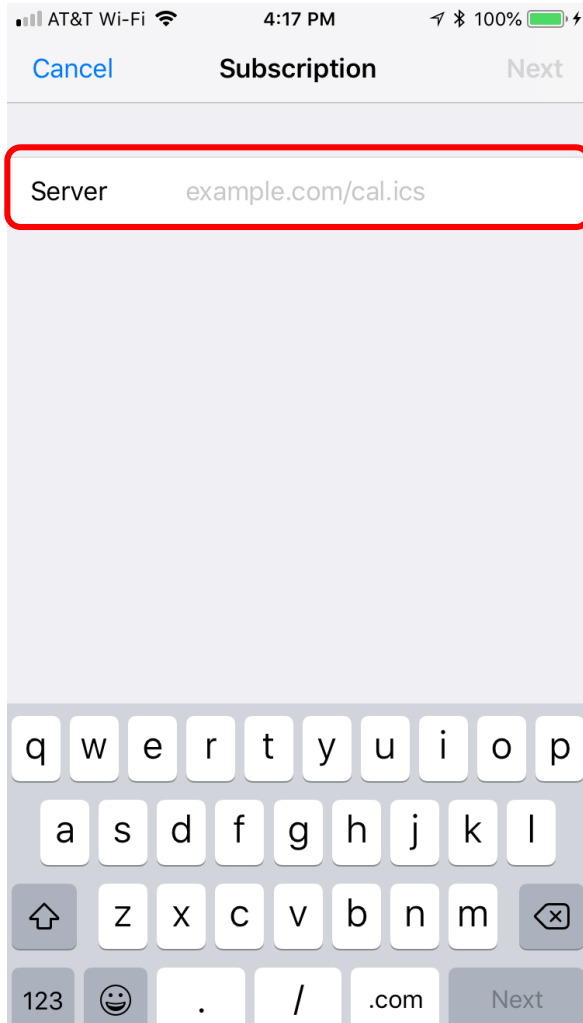 AT&T Wi-Fi 4:17 PM 100%
Cancel Subscription Next
Server example.com/cal.ics
q w e r t y u i o p
a s d f g h j k l
z x c v b n m
123 . / .com Next